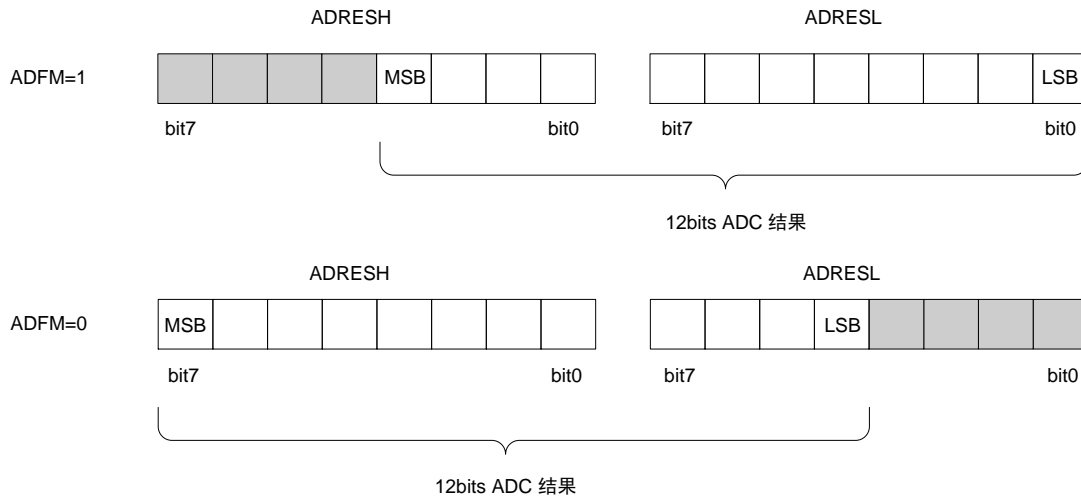 ADRESH ADRESL
ADFM=1 MSB LSB
bit7 bit0 bit7 bit0
12bits ADC 结果
ADRESH ADRESL
ADFM=0 MSB LSB
bit7 bit0 bit7 bit0
12bits ADC 结果